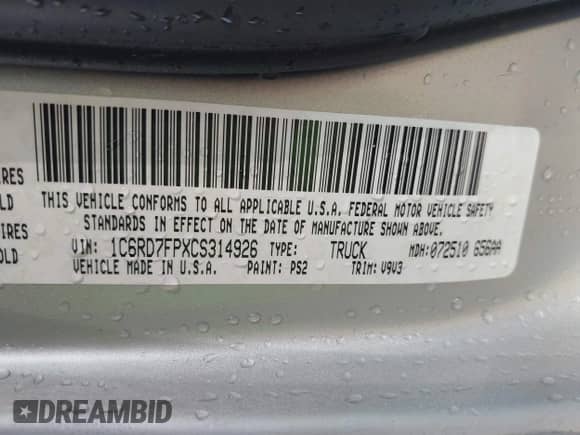 THIS VEHICLE CONFORMS TO ALL APPLICABLE U.S.A. FEDERAL MOTOR VEHICLE SAFETY
IRES
STANDARDS IN EFFECT ON THE DATE OF MANUFACTURE SHOWN ABOVE.
LD
VIN: 1C6RD7FPXCS314926 TYPE: TRUCK MDH: 072510 656AA
IRES
VEHICLE MADE IN U.S.A. PAINT: PS2 TRIM: V9V3
OLD
DREAMBID